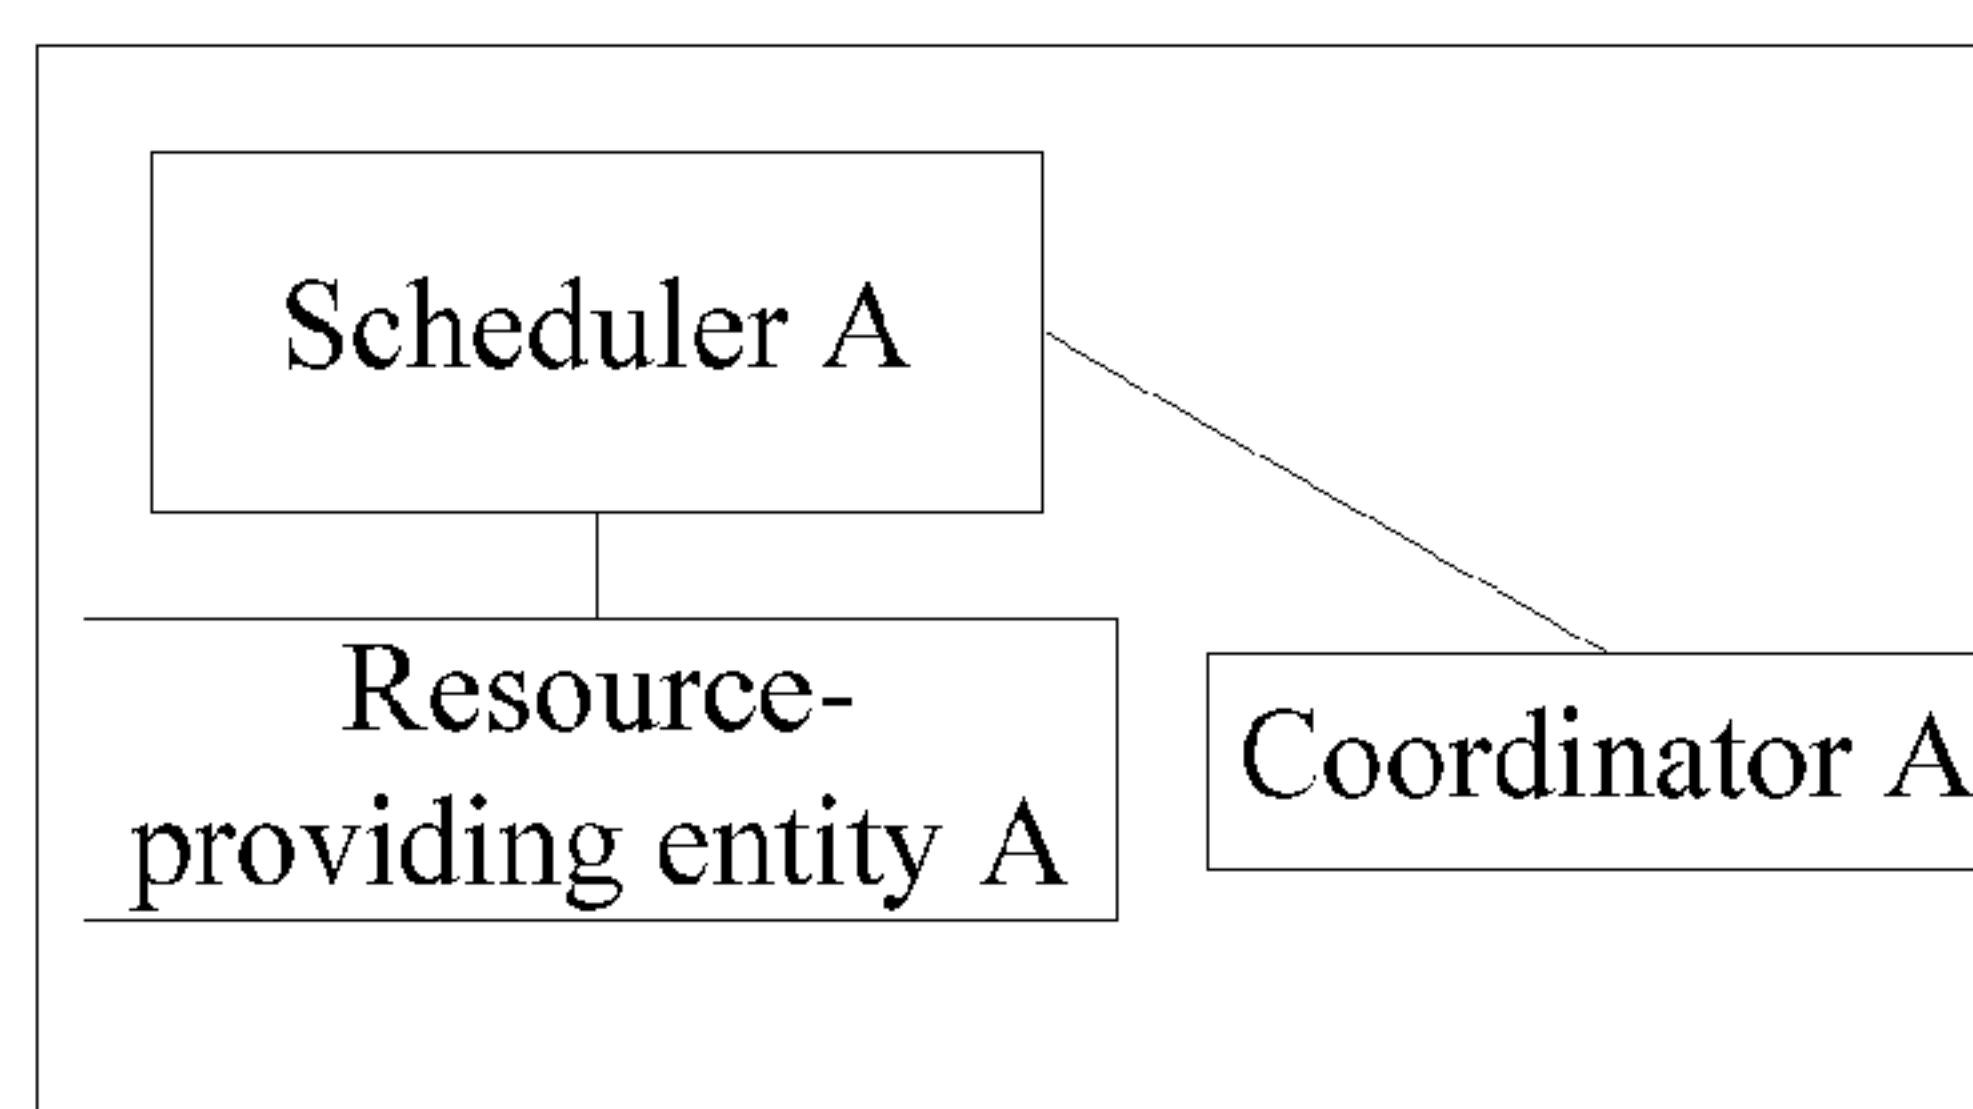 Scheduler A
Resource-
providing entity A
Coordinator A